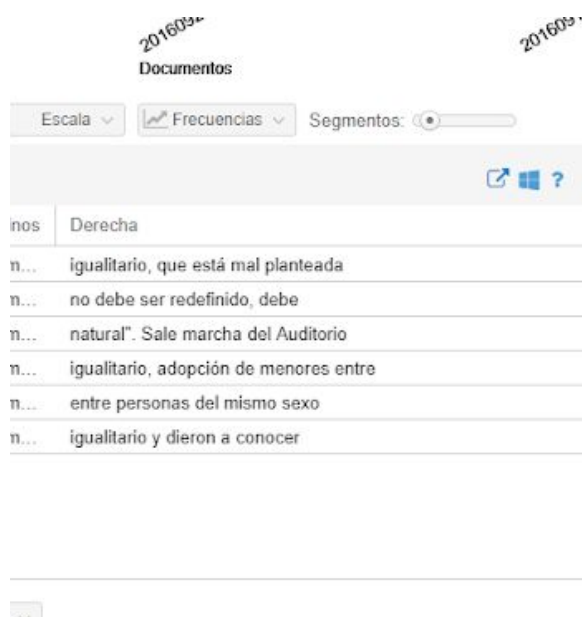 Documentos
Escala Frecuencias Segmentos:
?
Derecha
m... igualitario, que está mal planteada
m... no debe ser redefinido, debe
m... natural". Sale marcha del Auditorio
m... igualitario, adopción de menores entre
m... entre personas del mismo sexo
m... igualitario y dieron a conocer